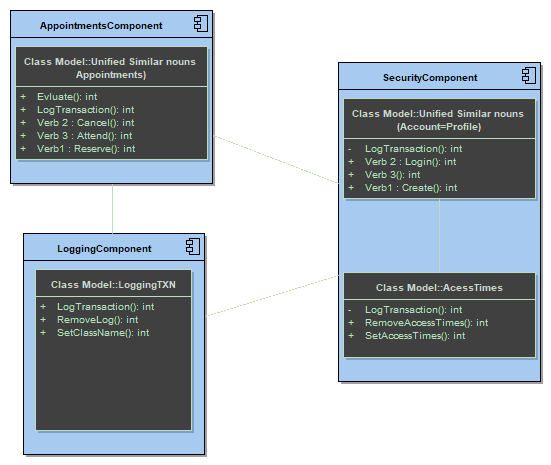 AppointmentsComponent
Class Model::Unified Similar nouns
Appointments)
+ Evluate(): int
+ LogTransaction(): int
+ Verb 2 : Cancel(): int
+ Verb 3 : Attend(): int
+ Verb1 : Reserve(): int
SecurityComponent
Class Model::Unified Similar nouns
(Account=Profile)
- LogTransaction(): int
+ Verb 2 : Login(): int
+ Verb 3(): int
+ Verb1 : Create(): int
LoggingComponent
Class Model::LoggingTXN
+ LogTransaction(): int
+ RemoveLog(): int
+ SetClassName(): int
Class Model::AcessTimes
- LogTransaction(): int
+ RemoveAccessTimes(): int
+ SetAccessTimes(): int